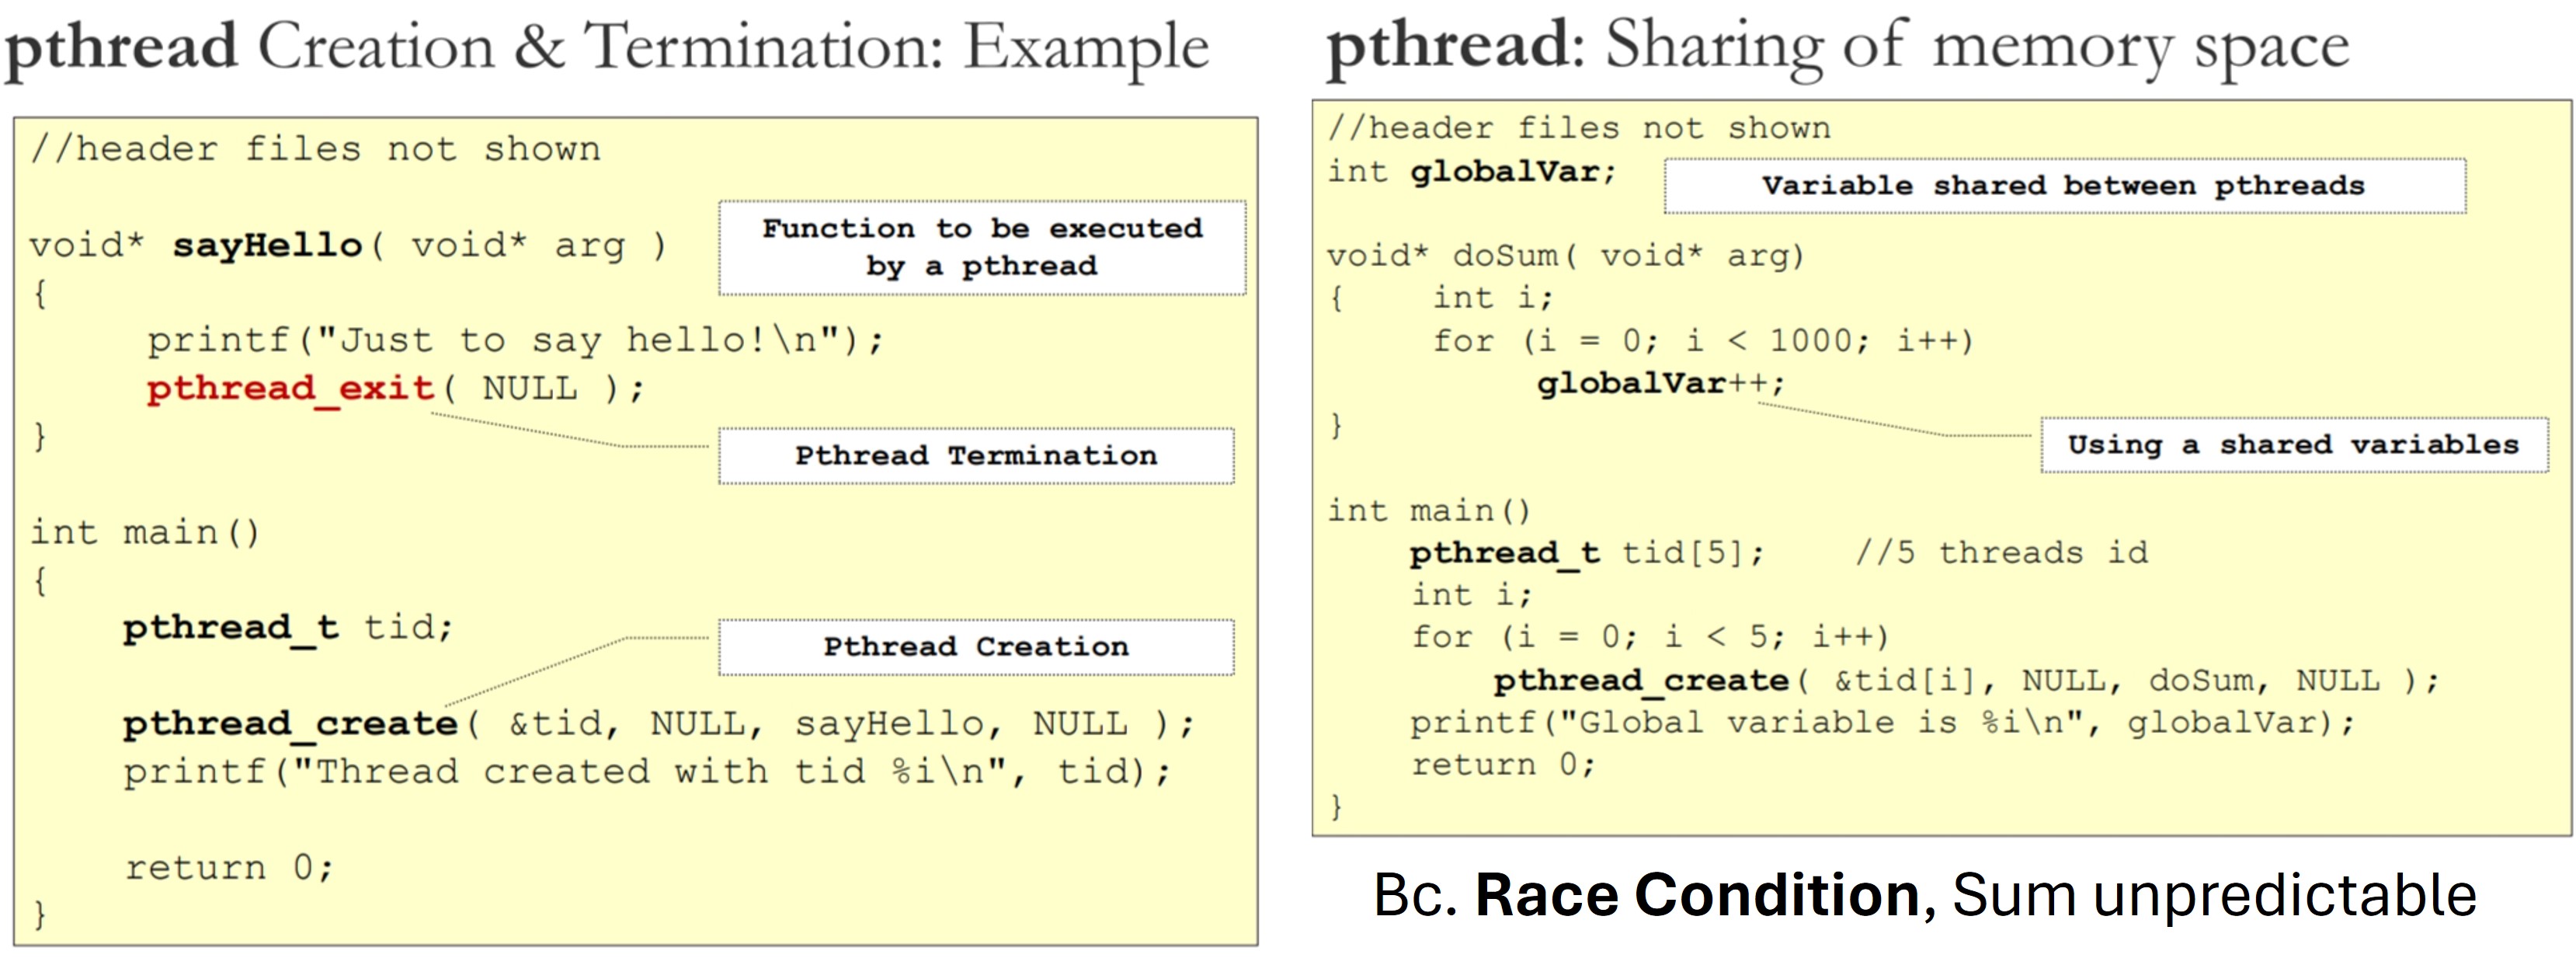 pthread Creation & Termination: Example
//header files not shown
void* sayHello( void* arg )
Function to be executed
by a pthread
{
printf("Just to say hello!\n");
pthread_exit( NULL );
}
Pthread Termination
int main()
{
pthread_t tid;
Pthread Creation
pthread_create( &tid, NULL, sayHello, NULL );
printf("Thread created with tid %i\n", tid);
return 0;
}
pthread: Sharing of memory space
//header files not shown
int globalVar;
Variable shared between pthreads
void* doSum( void* arg)
{ int i;
for (i = 0; i < 1000; i++)
globalVar++;
}
Using a shared variables
int main()
pthread_t tid[5]; //5 threads id
int i;
for (i = 0; i < 5; i++)
pthread_create( &tid[i], NULL, doSum, NULL );
printf("Global variable is %i\n", globalVar);
return 0;
}
Bc. Race Condition, Sum unpredictable